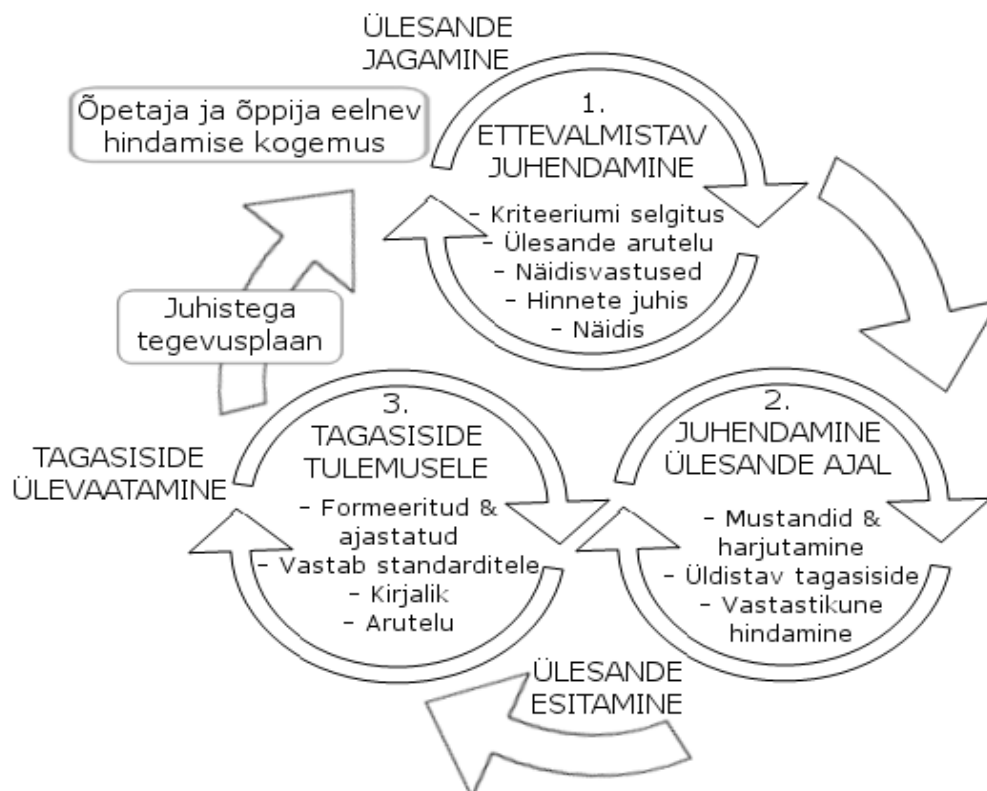 ÜLESANDE
JAGAMINE
Õpetaja ja õppija eelnev
hindamise kogemus
1.
ETTEVALMISTAV
JUHENDAMINE
- Kriteeriumi selgitus
- Ülesande arutelu
- Näidisvastused
- Hinnete juhis
- Näidis
Juhistega
tegevusplaan
2.
JUHENDAMINE
ÜLESANDE AJAL
- Mustandid &
harjutamine
- Üldistav tagasiside
- Vastastikune
hindamine
ÜLESANDE
ESITAMINE
3.
TAGASISIDE
TULEMUSELE
- Formeeritud &
ajastatud
- Vastab standarditele
- Kirjalik
- Arutelu
TAGASISIDE
ÜLEVAATAMINE